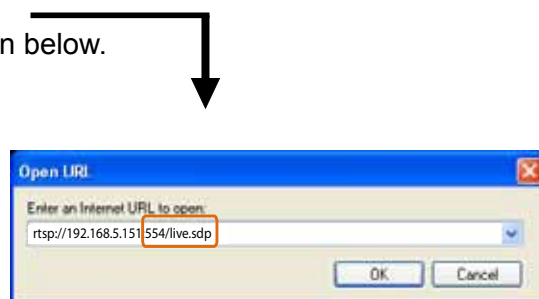 n below.
Open URL
Enter an Internet URL to open:
rtsp://192.168.5.151:554/live.sdp
OK Cancel